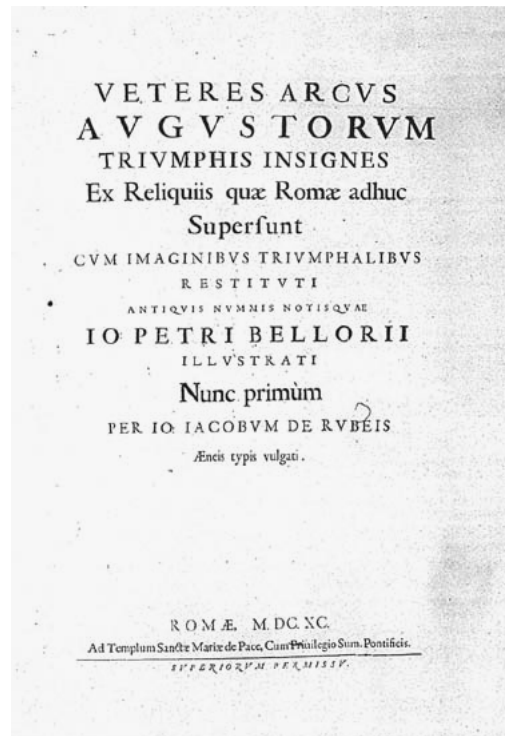 VETERES ARCVS
AVGVSTORVM
TRIVMPHIS INSIGNES
Ex Reliquiis quæ Romæ adhuc
Superſunt
CVM IMAGINIBVS TRIVMPHALIBVS
RESTITVTI
ANTIQVIS NVMMIS NOTISQVAE
IO PETRI BELLORII
ILLVSTRATI
Nunc primùm
PER IO. IACOBVM DE RVBEIS
Æneis typis vulgati.
ROMÆ, M. DC. XC.
Ad Templum Sanctæ Mariæ de Pace, Cum Priuilegio Sum. Pontificis.
SVPERIORVM PERMISSV.